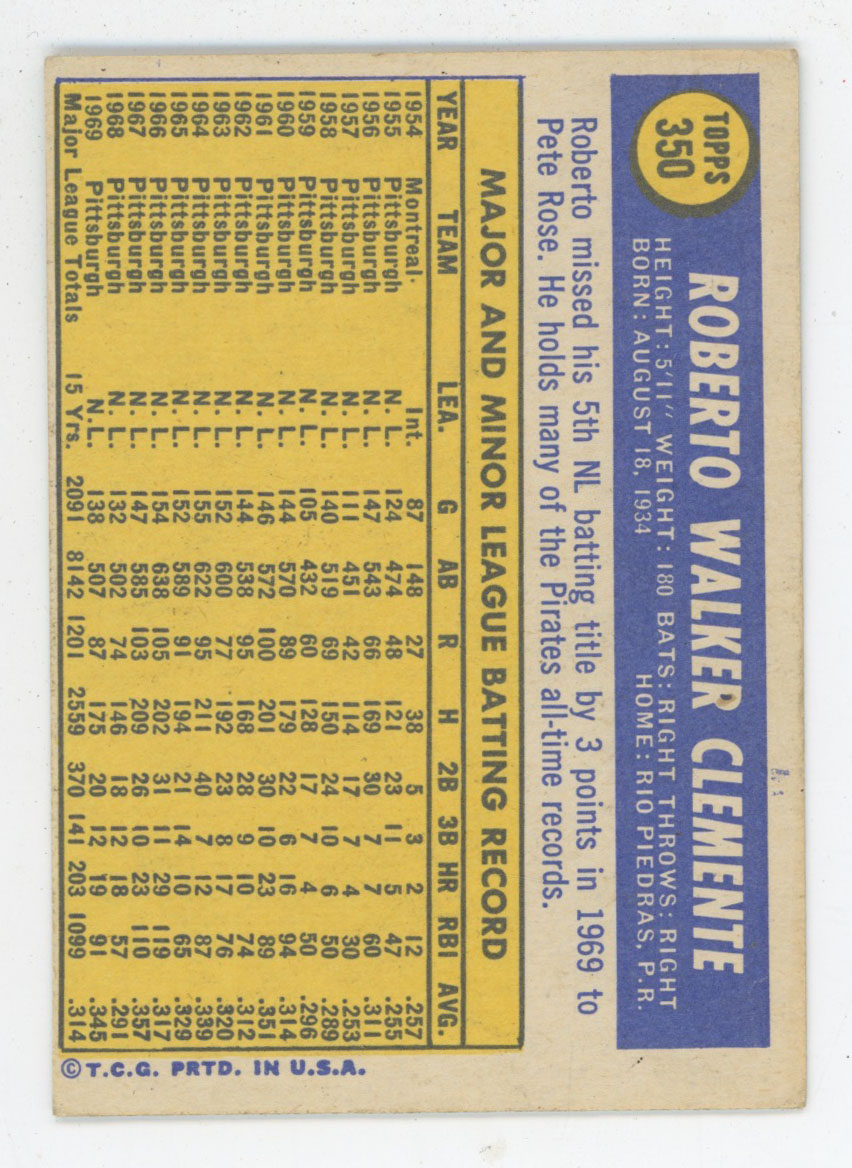 TOPPS
350
ROBERTO WALKER CLEMENTE
HEIGHT: 5'11" WEIGHT: 180 BATS: RIGHT THROWS: RIGHT
BORN: AUGUST 18, 1934 HOME: RIO PIEDRAS, P.R.
Roberto missed his 5th NL batting title by 3 points in 1969 to
Pete Rose. He holds many of the Pirates all-time records.
MAJOR AND MINOR LEAGUE BATTING RECORD
YEAR TEAM LEA. G AB R H 2B 3B HR RBI AVG.
1954 Montreal. Int. 87 148 27 38 5 3 2 12 .257
1955 Pittsburgh N.L. 124 474 48 121 23 11 5 47 .255
1956 Pittsburgh N.L. 147 543 66 169 30 7 7 60 .311
1957 Pittsburgh N.L. 111 451 42 114 17 7 4 30 .253
1958 Pittsburgh N.L. 140 519 69 150 24 10 6 50 .289
1959 Pittsburgh N.L. 105 432 60 128 17 7 4 50 .296
1960 Pittsburgh N.L. 144 570 89 179 22 6 16 94 .314
1961 Pittsburgh N.L. 146 572 100 201 30 10 23 89 .351
1962 Pittsburgh N.L. 144 538 95 168 28 9 10 74 .312
1963 Pittsburgh N.L. 152 600 77 192 23 8 17 76 .320
1964 Pittsburgh N.L. 155 622 95 211 40 7 12 87 .339
1965 Pittsburgh N.L. 152 589 91 194 21 14 10 65 .329
1966 Pittsburgh N.L. 154 638 105 202 31 11 29 119 .317
1967 Pittsburgh N.L. 147 585 103 209 26 10 23 110 .357
1968 Pittsburgh N.L. 132 502 74 146 18 12 18 57 .291
1969 Pittsburgh N.L. 138 507 87 175 20 12 19 91 .345
Major League Totals 15 Yrs. 2091 8142 1201 2559 370 141 203 1099 .314
© T.C.G. PRTD. IN U.S.A.